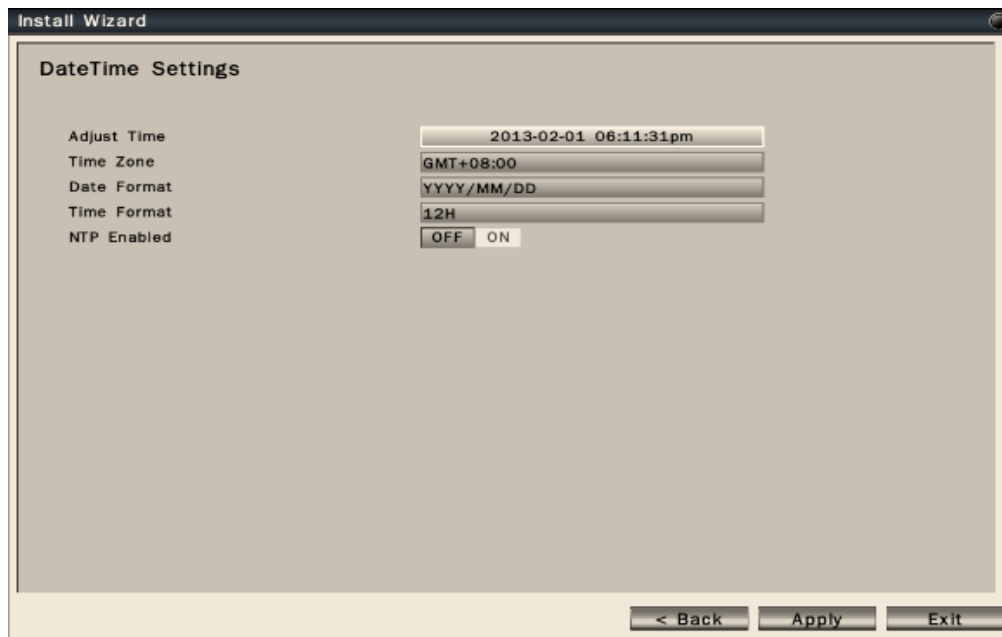 Install Wizard
DateTime Settings
Adjust Time 2013-02-01 06:11:31pm
Time Zone GMT+08:00
Date Format YYYY/MM/DD
Time Format 12H
NTP Enabled OFF ON
< Back Apply Exit